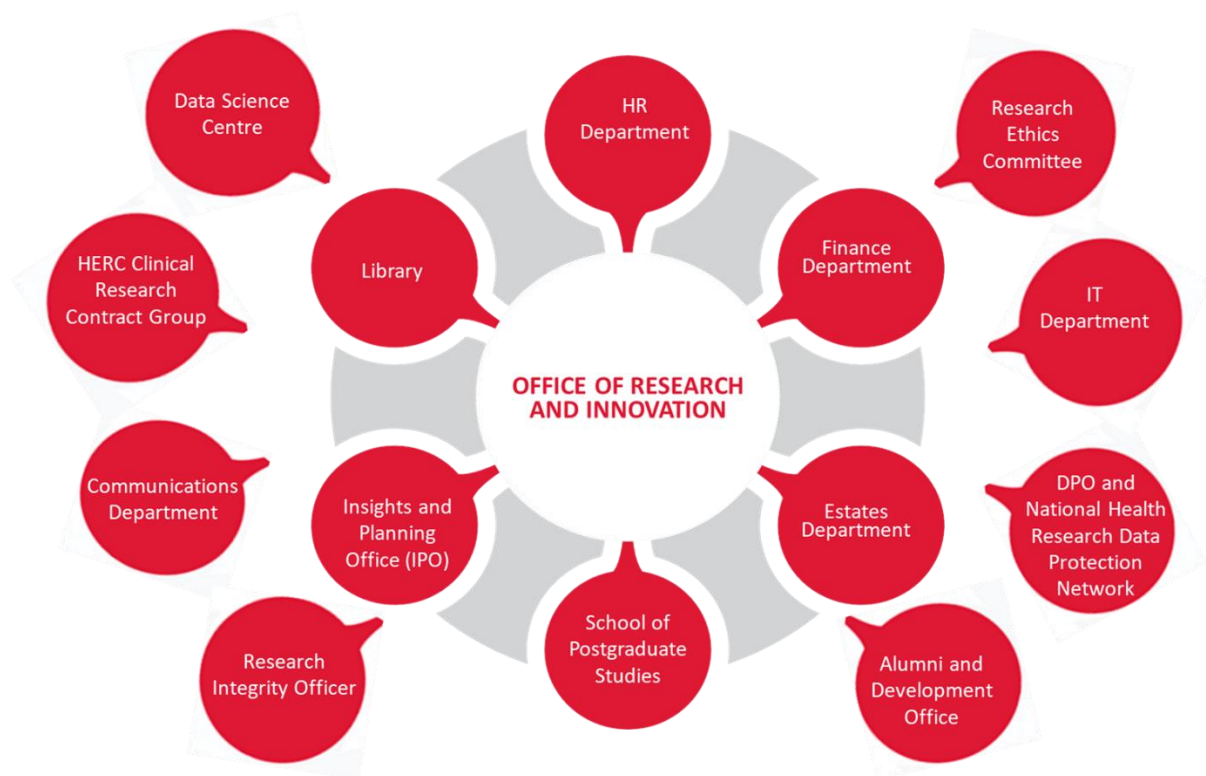 HR
Department
Data Science
Centre
Research
Ethics
Committee
Library
Finance
Department
HERC Clinical
Research
Contract Group
IT
Department
OFFICE OF RESEARCH
AND INNOVATION
Communications
Department
Insights and
Planning
Office (IPO)
Estates
Department
DPO and
National Health
Research Data
Protection
Network
School of
Postgraduate
Studies
Research
Integrity Officer
Alumni and
Development
Office